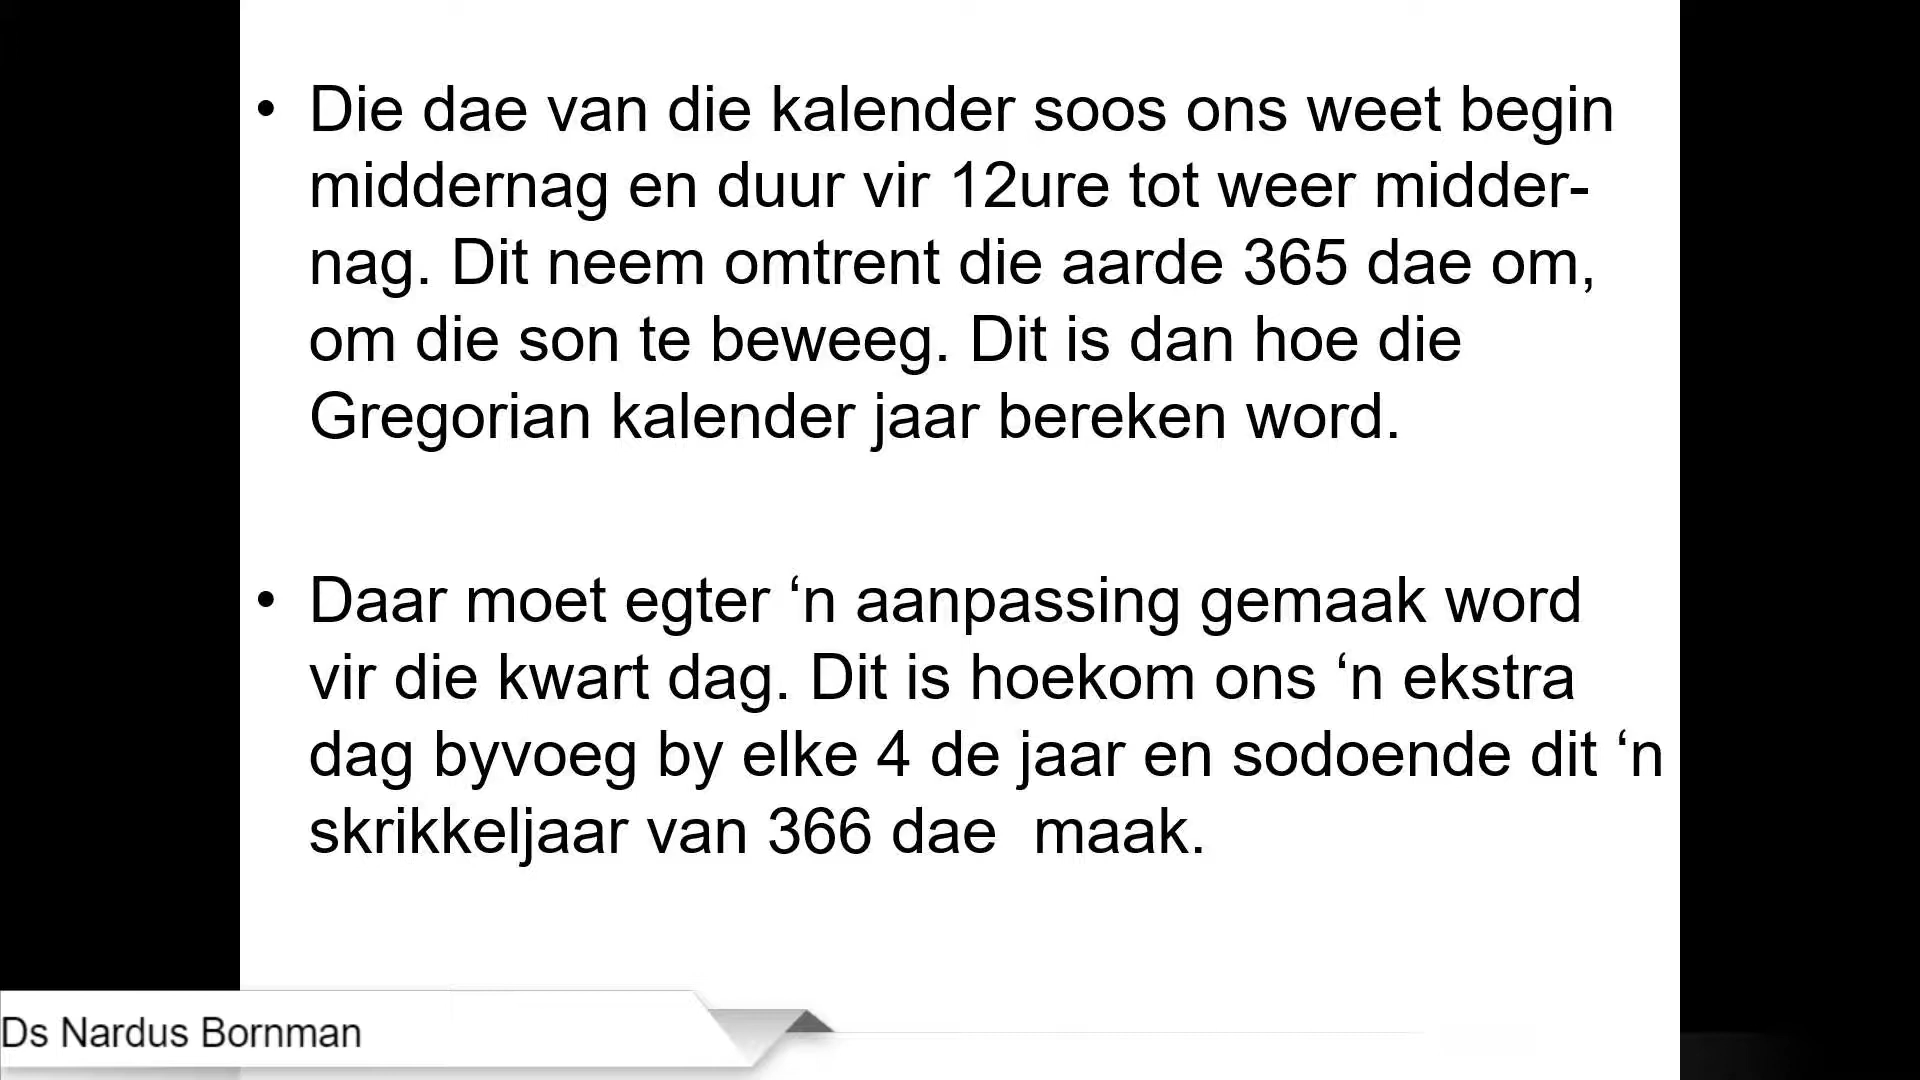 • Die dae van die kalender soos ons weet begin
middernag en duur vir 12ure tot weer midder-
nag. Dit neem omtrent die aarde 365 dae om,
om die son te beweeg. Dit is dan hoe die
Gregorian kalender jaar bereken word.
• Daar moet egter ‘n aanpassing gemaak word
vir die kwart dag. Dit is hoekom ons ‘n ekstra
dag byvoeg by elke 4 de jaar en sodoende dit ‘n
skrikkeljaar van 366 dae  maak.
Ds Nardus Bornman